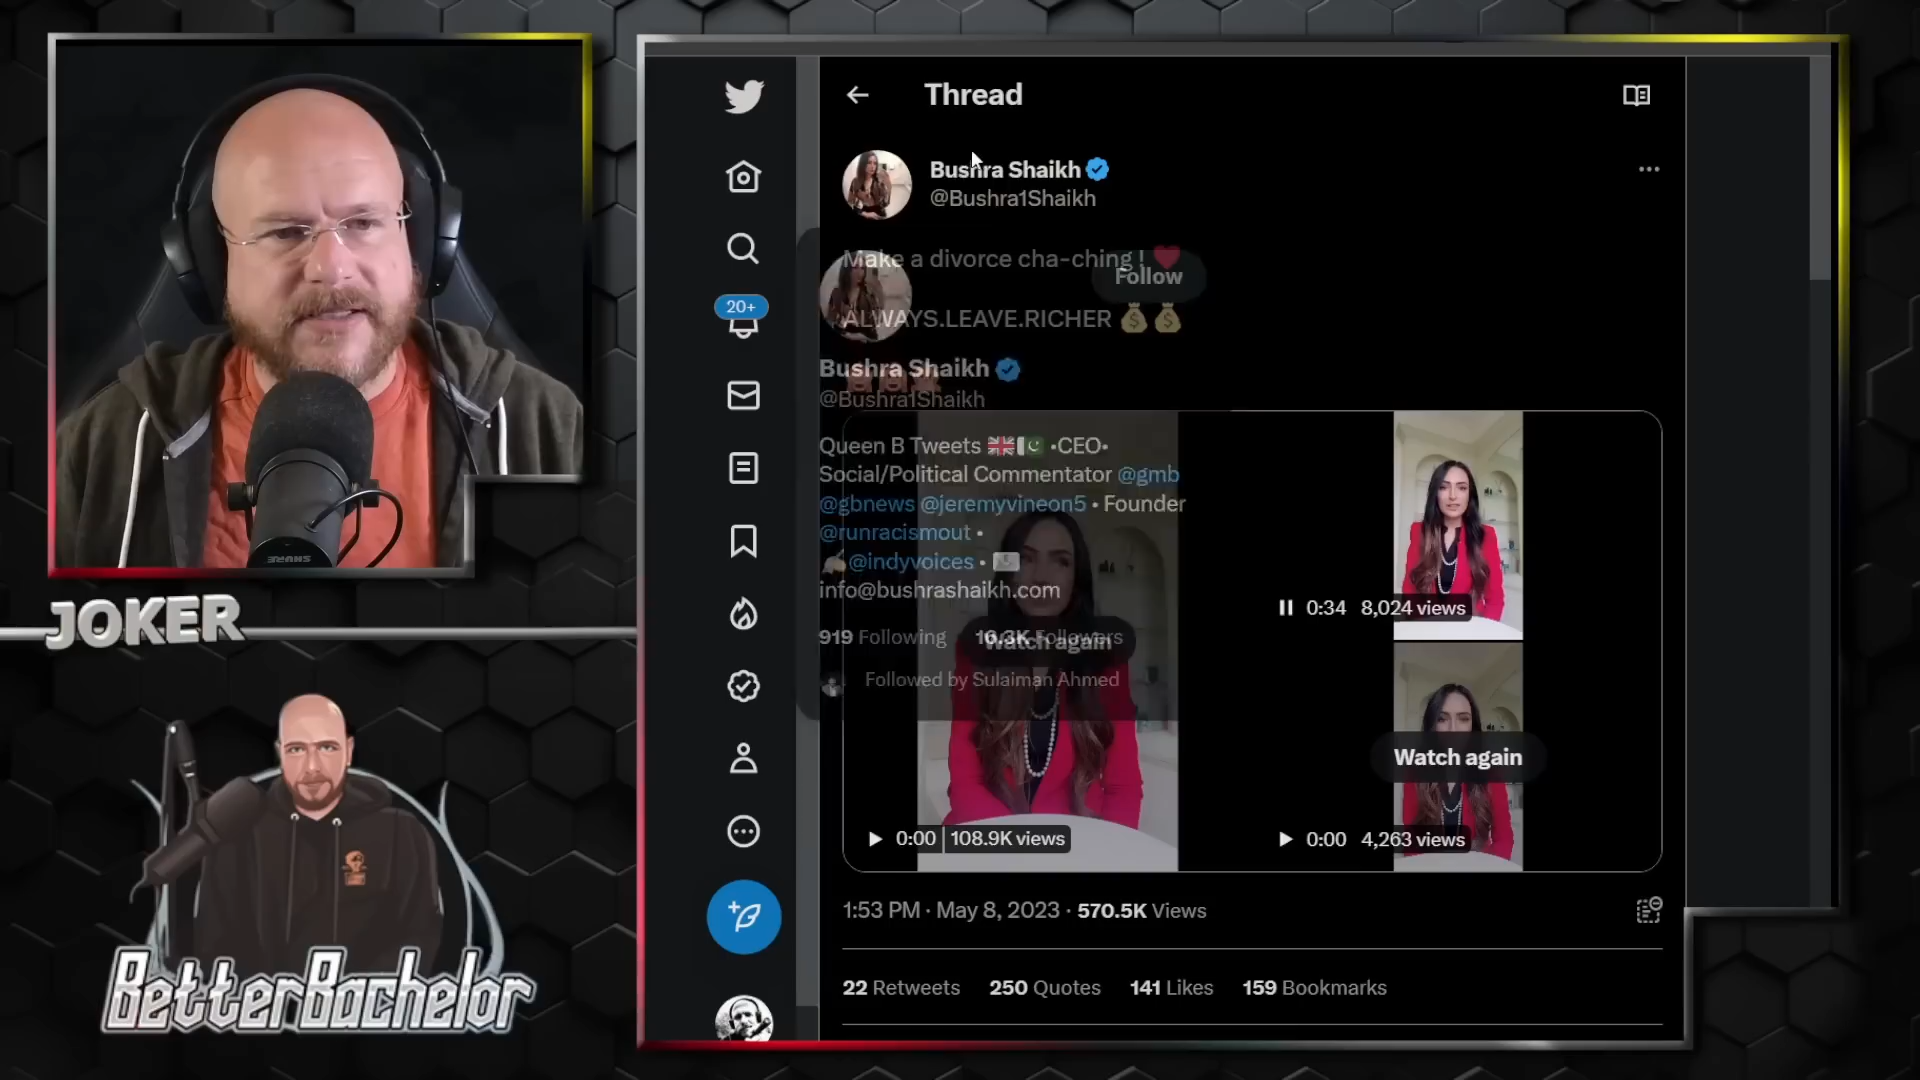 Thread
Bushra Shaikh
@Bushra1Shaikh
Make a divorce cha-ching!
Follow
ALWAYS.LEAVE.RICHER
Bushra Shaikh
@Bushra1Shaikh
Queen B Tweets •CEO•
Social/Political Commentator @gmb
@gbnews @jeremyvineon5 • Founder
@runracismout •
@indyvoices •
info@bushrashaikh.com
919 Following 16.3K Followers
Watch again
Followed by Sulaiman Ahmed
0:34 8,024 views
Watch again
0:00 108.9K views
0:00 4,263 views
1:53 PM · May 8, 2023 · 570.5K Views
22 Retweets 250 Quotes 141 Likes 159 Bookmarks
20+
SHURE
JOKER
BetterBachelor